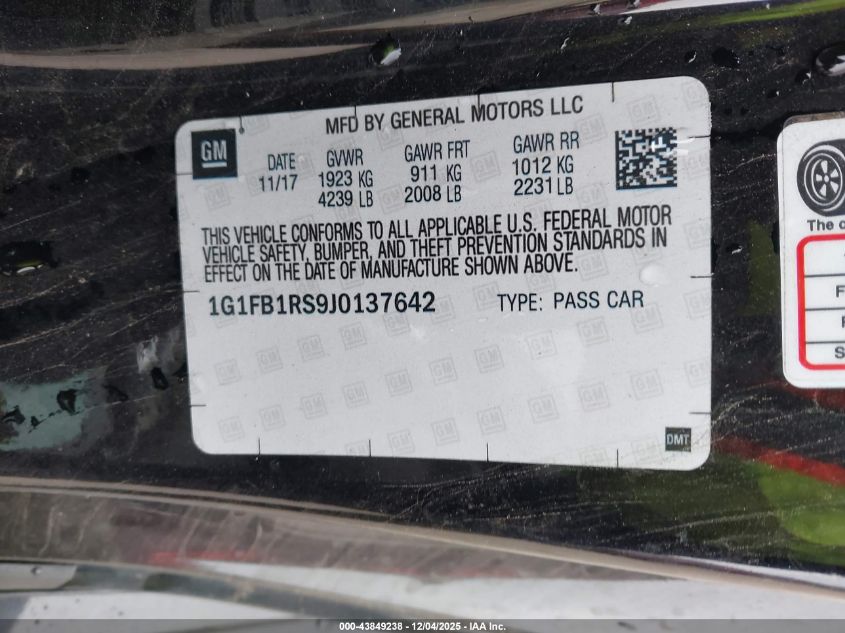 MFD BY GENERAL MOTORS LLC
GM
DATE GVWR GAWR FRT GAWR RR
11/17 1923 KG 911 KG 1012 KG
4239 LB 2008 LB 2231 LB
THIS VEHICLE CONFORMS TO ALL APPLICABLE U.S. FEDERAL MOTOR
VEHICLE SAFETY, BUMPER, AND THEFT PREVENTION STANDARDS IN
EFFECT ON THE DATE OF MANUFACTURE SHOWN ABOVE.
1G1FB1RS9J0137642 TYPE: PASS CAR
DMT
The
F
S
000-43849238 - 12/04/2025 - IAA Inc.